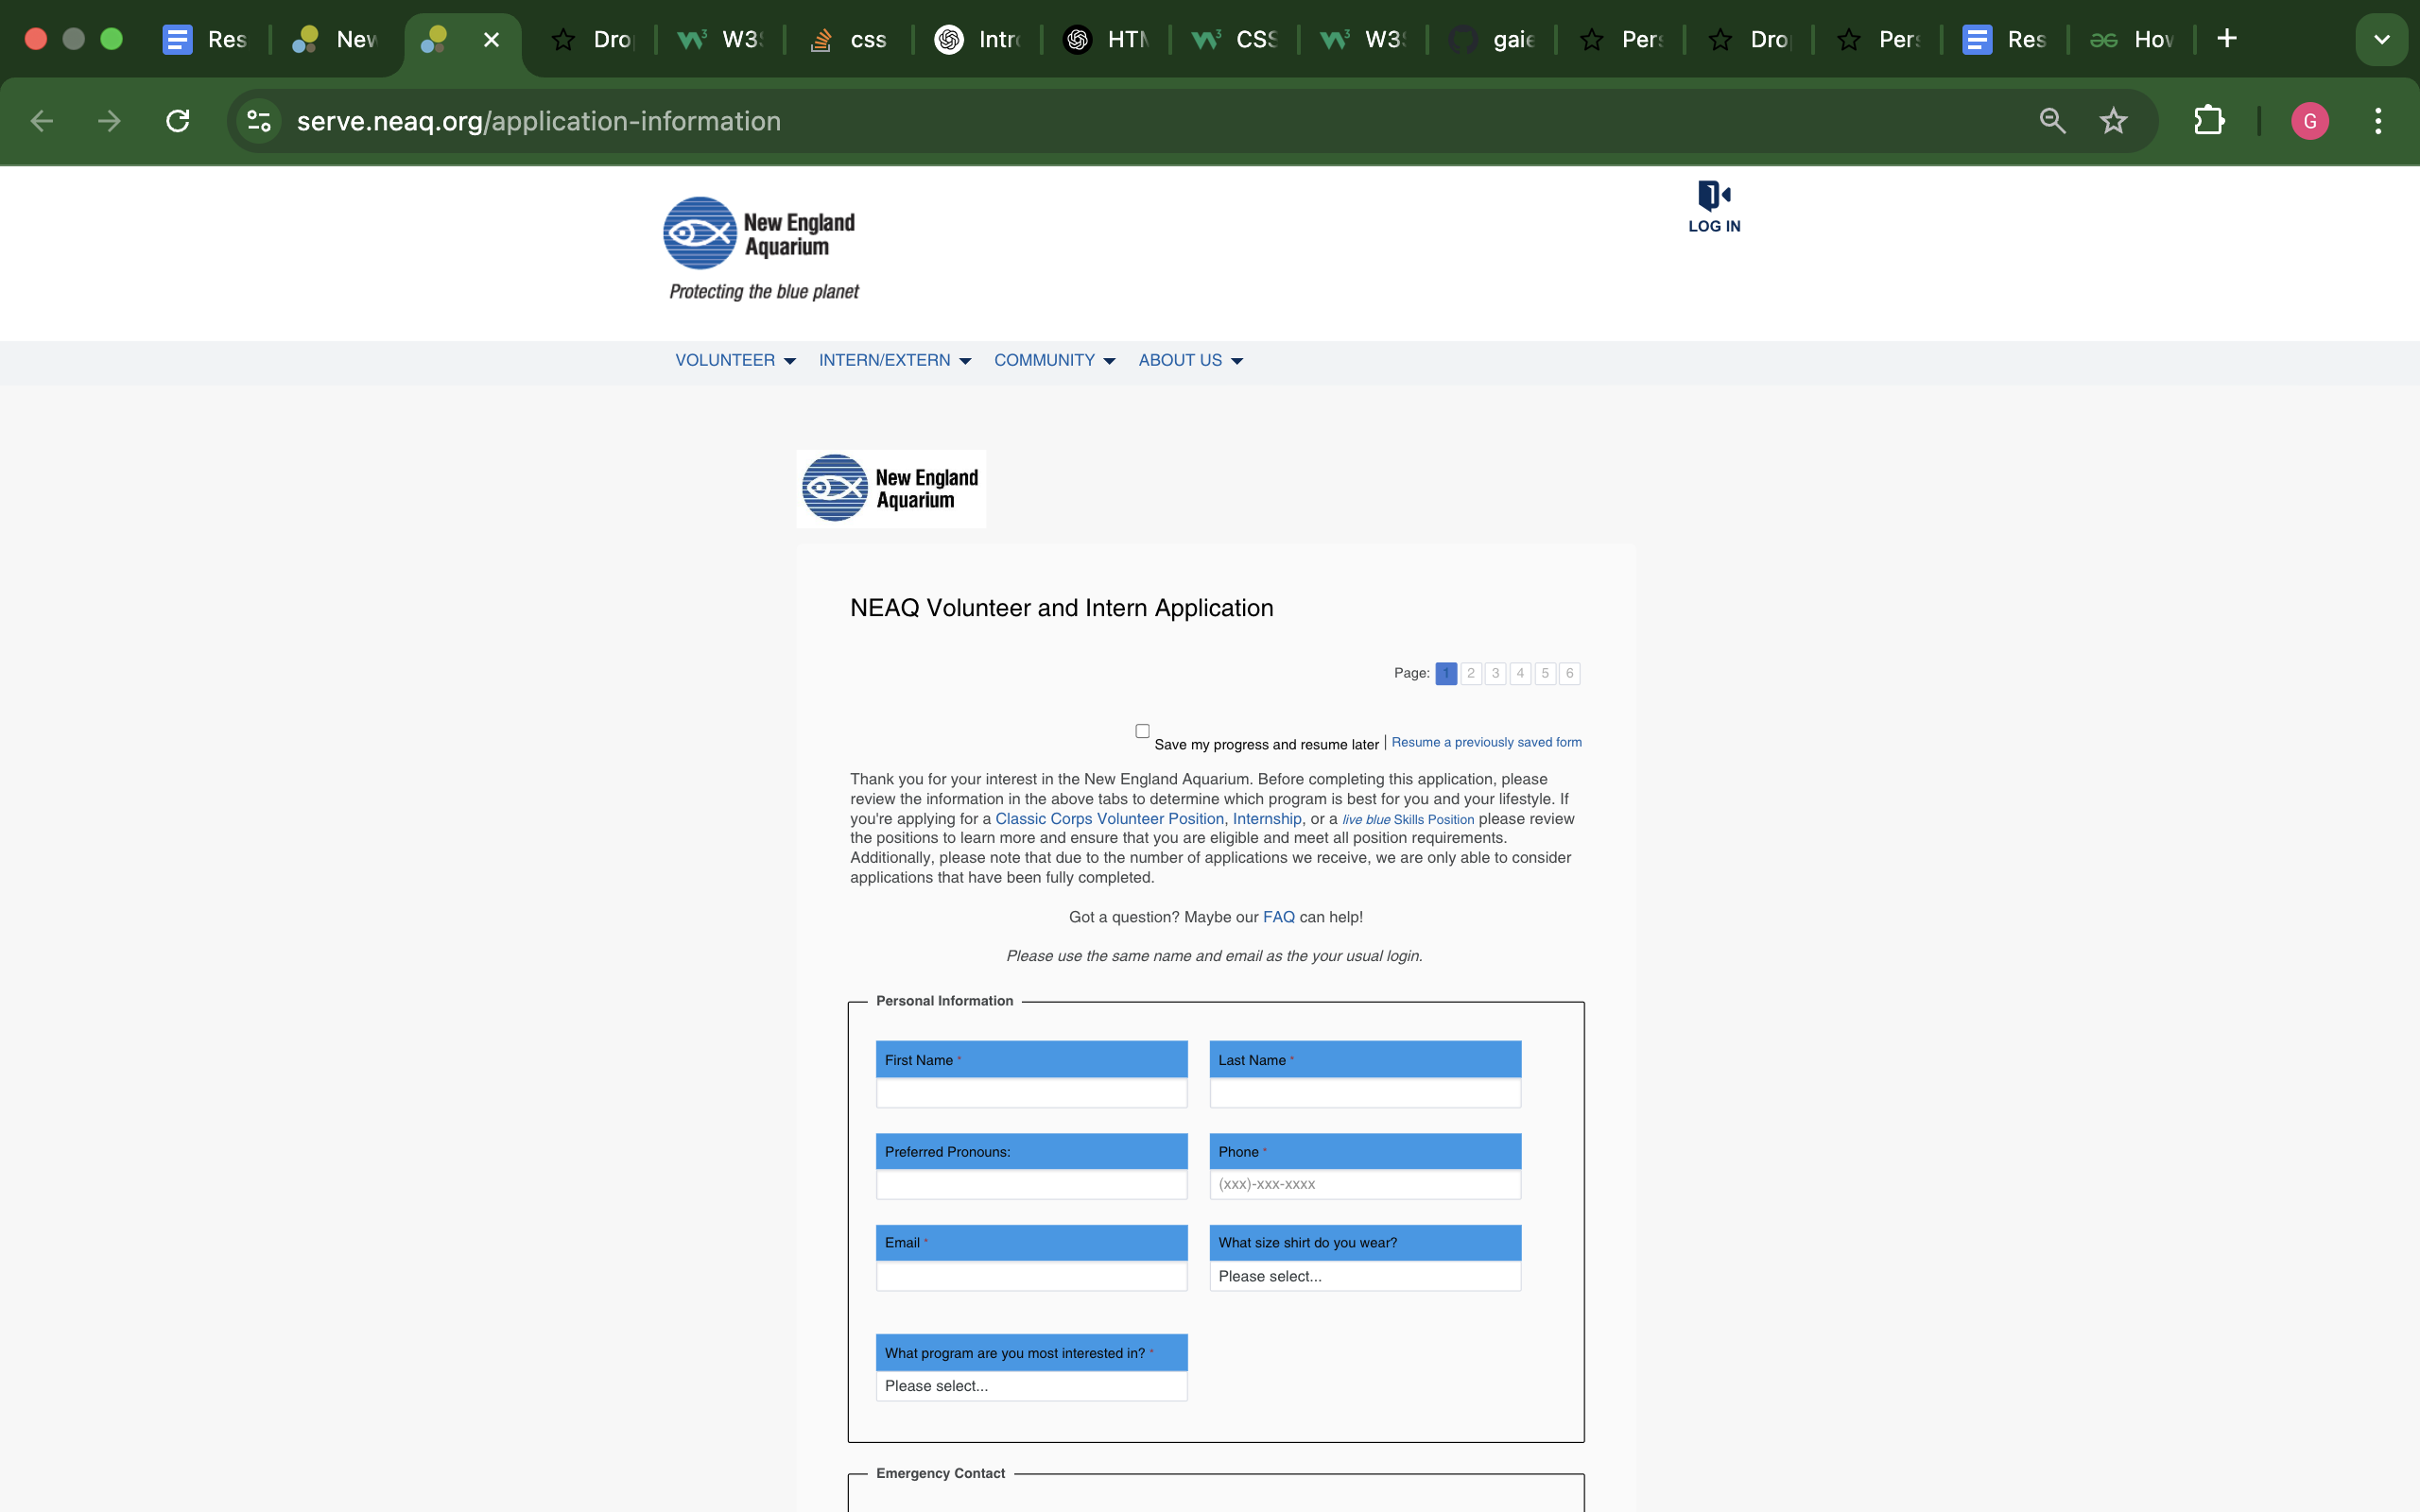 Res
New
Dro
W3S
css
Intro
HTM
CSS
W3S
gaie
Pers
Dro
Pers
Res
How
serve.neaq.org/application-information
G
New England
Aquarium
Protecting the blue planet
LOG IN
VOLUNTEER
INTERN/EXTERN
COMMUNITY
ABOUT US
New England
Aquarium
NEAQ Volunteer and Intern Application
Page: 1 2 3 4 5 6
Save my progress and resume later | Resume a previously saved form
Thank you for your interest in the New England Aquarium. Before completing this application, please
review the information in the above tabs to determine which program is best for you and your lifestyle. If
you're applying for a Classic Corps Volunteer Position, Internship, or a live blue Skills Position please review
the positions to learn more and ensure that you are eligible and meet all position requirements.
Additionally, please note that due to the number of applications we receive, we are only able to consider
applications that have been fully completed.
Got a question? Maybe our FAQ can help!
Please use the same name and email as the your usual login.
Personal Information
First Name *
Last Name *
Preferred Pronouns:
Phone *
(xxx)-xxx-xxxx
Email *
What size shirt do you wear?
Please select...
What program are you most interested in? *
Please select...
Emergency Contact